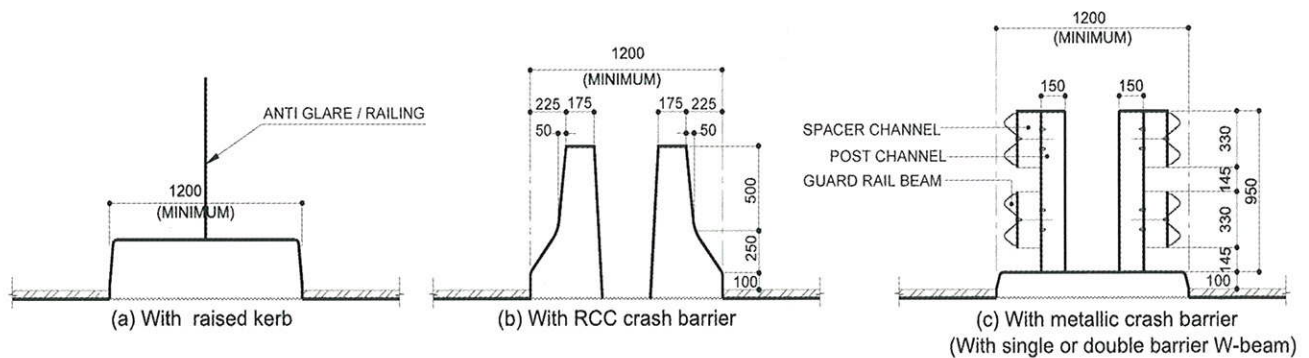 ANTI GLARE / RAILING
1200
(MINIMUM)
(a) With raised kerb
1200
(MINIMUM)
225 175 175 225
50 50
500
250
100
(b) With RCC crash barrier
1200
(MINIMUM)
150 150
SPACER CHANNEL
POST CHANNEL
GUARD RAIL BEAM
330
145
330
145
950
100
(c) With metallic crash barrier
(With single or double barrier W-beam)